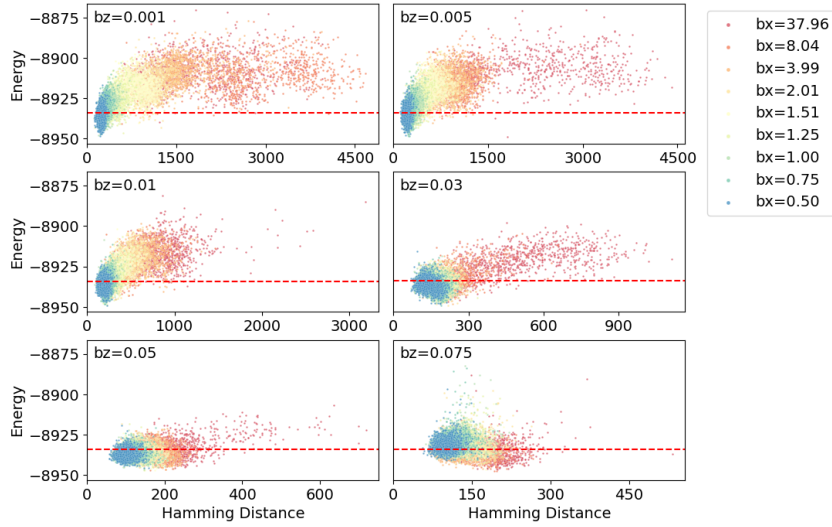 bz=0.001
bz=0.005
−8875
−8900
−8925
−8950
Energy
0 1500 3000 4500
0 1500 3000 4500
bx=37.96
bx=8.04
bx=3.99
bx=2.01
bx=1.51
bx=1.25
bx=1.00
bx=0.75
bx=0.50
bz=0.01
bz=0.03
−8875
−8900
−8925
−8950
Energy
0 1000 2000 3000
0 300 600 900
bz=0.05
bz=0.075
−8875
−8900
−8925
−8950
Energy
0 200 400 600
0 150 300 450
Hamming Distance
Hamming Distance